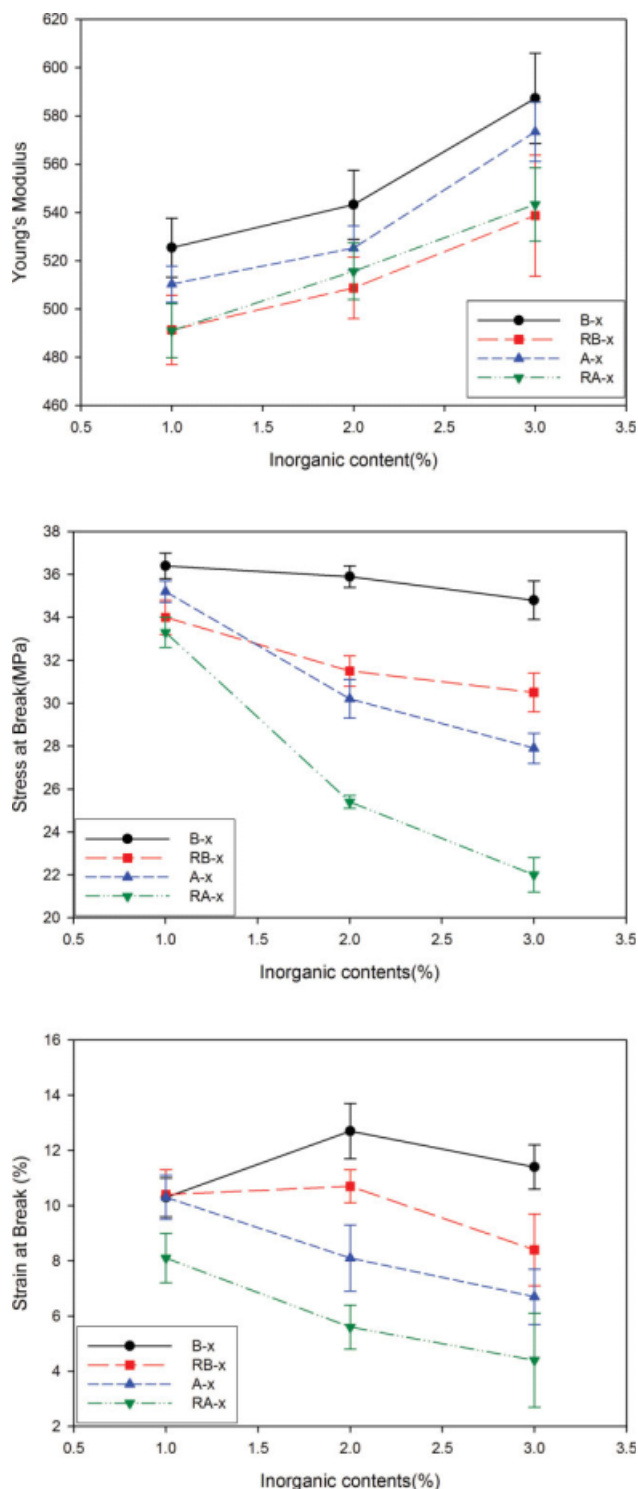 620
600
580
560
540
520
500
480
460
Young's Modulus
B-x
RB-x
A-x
RA-x
0.5 1.0 1.5 2.0 2.5 3.0 3.5
Inorganic content(%)
38
36
34
32
30
28
26
24
22
20
Stress at Break(MPa)
B-x
RB-x
A-x
RA-x
0.5 1.0 1.5 2.0 2.5 3.0 3.5
Inorganic contents(%)
16
14
12
10
8
6
4
2
Strain at Break (%)
B-x
RB-x
A-x
RA-x
0.5 1.0 1.5 2.0 2.5 3.0 3.5
Inorganic contents(%)